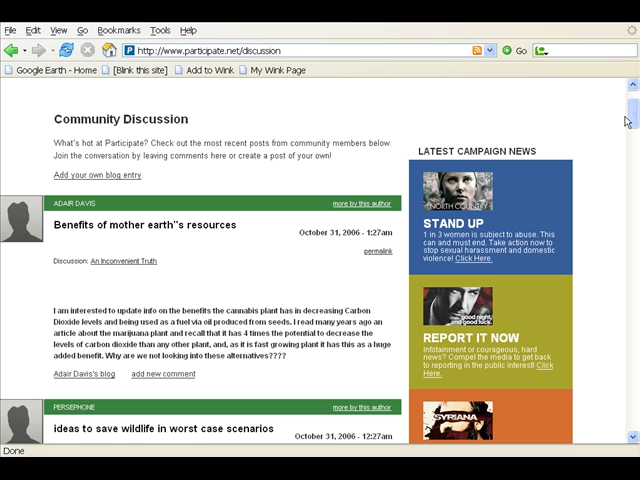 File Edit View Go Bookmarks Tools Help
http://www.participate.net/discussion Go
Google Earth - Home [Blink this site] Add to Wink My Wink Page
Community Discussion
What's hot at Participate? Check out the most recent posts from community members below.
Join the conversation by leaving comments here or create a post of your own!
Add your own blog entry.
ADAIR DAVIS more by this author
Benefits of mother earth"s resources
October 31, 2006 - 1:27am
permalink
Discussion: An Inconvenient Truth
I am interested to update info on the benefits the cannabis plant has in decreasing Carbon
Dioxide levels and being used as a fuel via oil produced from seeds. I read many years ago an
article about the marijuana plant and recall that it has 4 times the potential to decrease the
levels of carbon dioxide than any other plant, and, as it is fast growing plant it has this as a huge
added benefit. Why are we not looking into these alternatives????
Adair Davis's blog add new comment
PERSEPHONE more by this author
ideas to save wildlife in worst case scenarios
October 31, 2006 - 12:27am
LATEST CAMPAIGN NEWS
NORTH COUNTRY
STAND UP
1 in 3 women is subject to abuse. This
can and must end. Take action now to
stop sexual harassment and domestic
violence! Click Here.
good night,
and good luck.
REPORT IT NOW
Infotainment or courageous, hard
news? Compel the media to get back
to reporting in the public interest! Click
Here.
SYRIANA
Done